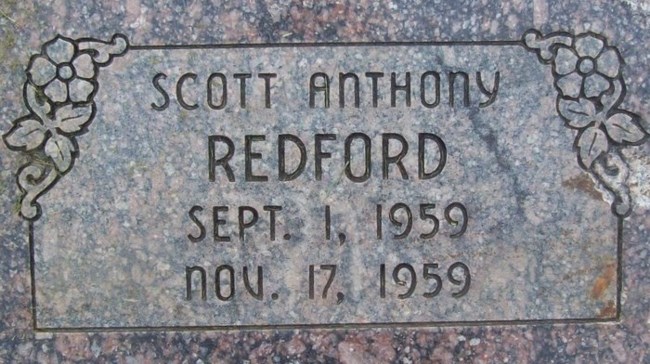 SCOTT ANTHONY
REDFORD
SEPT. 1, 1959
NOV. 17, 1959